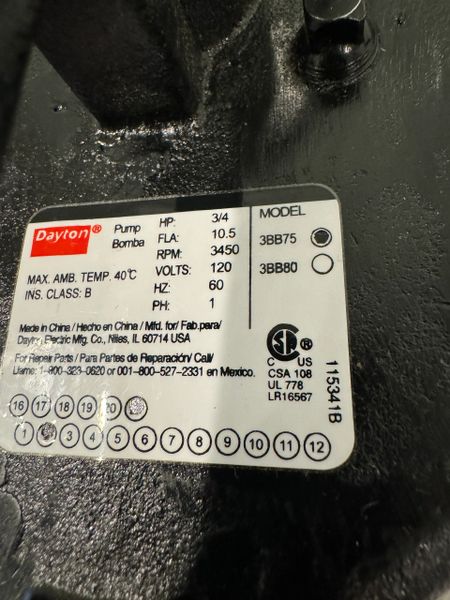 Dayton®
Pump
Bomba
HP: 3/4
FLA: 10.5
RPM: 3450
VOLTS: 120
HZ: 60
PH: 1
MAX. AMB. TEMP. 40°C
INS. CLASS: B
MODEL
3BB75
3BB80
Made in China / Hecho en China / Mfd. for/ Fab.para/
Dayton Electric Mfg. Co., Niles, IL 60714 USA
For Repair Parts / Para Partes de Reparación/ Call/
Llame: 1-800-323-0620 or 001-800-527-2331 en Mexico.
SA ®
C US
CSA 108
UL 778
LR16567
115341B
16 17 18 19 20
1 3 4 5 6 7 8 9 10 11 12